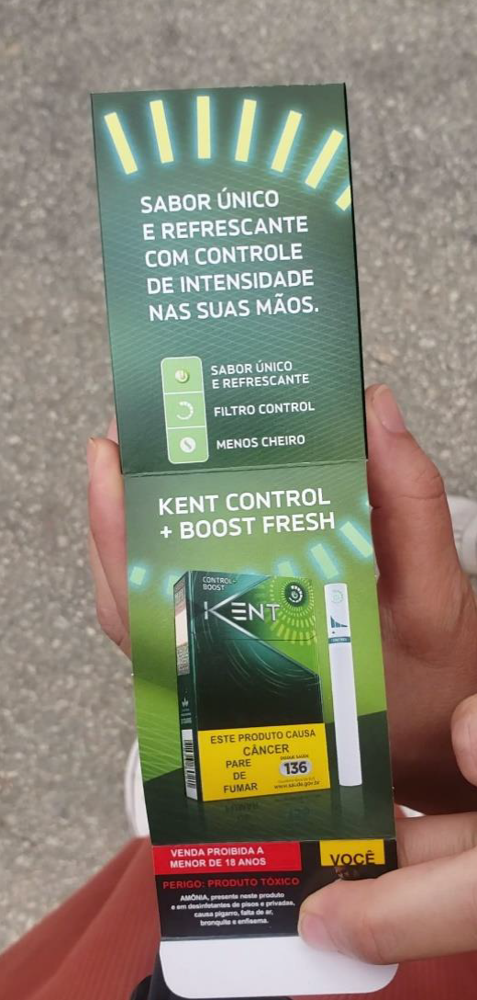 SABOR ÚNICO
E REFRESCANTE
COM CONTROLE
DE INTENSIDADE
NAS SUAS MÃOS.
SABOR ÚNICO
E REFRESCANTE
FILTRO CONTROL
MENOS CHEIRO
KENT CONTROL
+ BOOST FRESH
CONTROL+
BOOST
KENT
CONTROL
ESTE PRODUTO CAUSA
CÂNCER
PARE
DE
FUMAR
DISQUE SAÚDE
136
www.saude.gov.br
VENDA PROIBIDA A
MENOR DE 18 ANOS
VOCÊ
PERIGO: PRODUTO TÓXICO
AMÔNIA, presente neste produto
e em desinfetantes de pisos e privadas,
causa pigarro, falta de ar,
bronquite e enfisema.